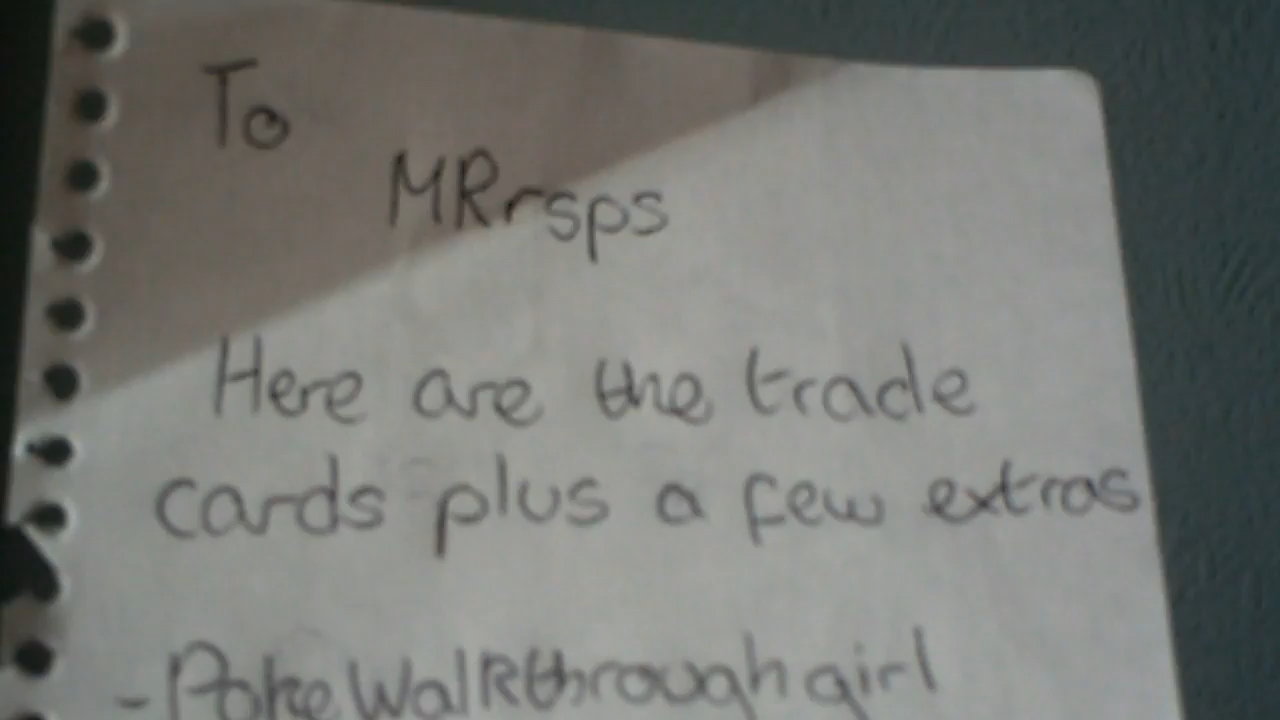 To
MRrsps
Here are the trade
cards plus a few extras
- PokeWalkthroughgirl